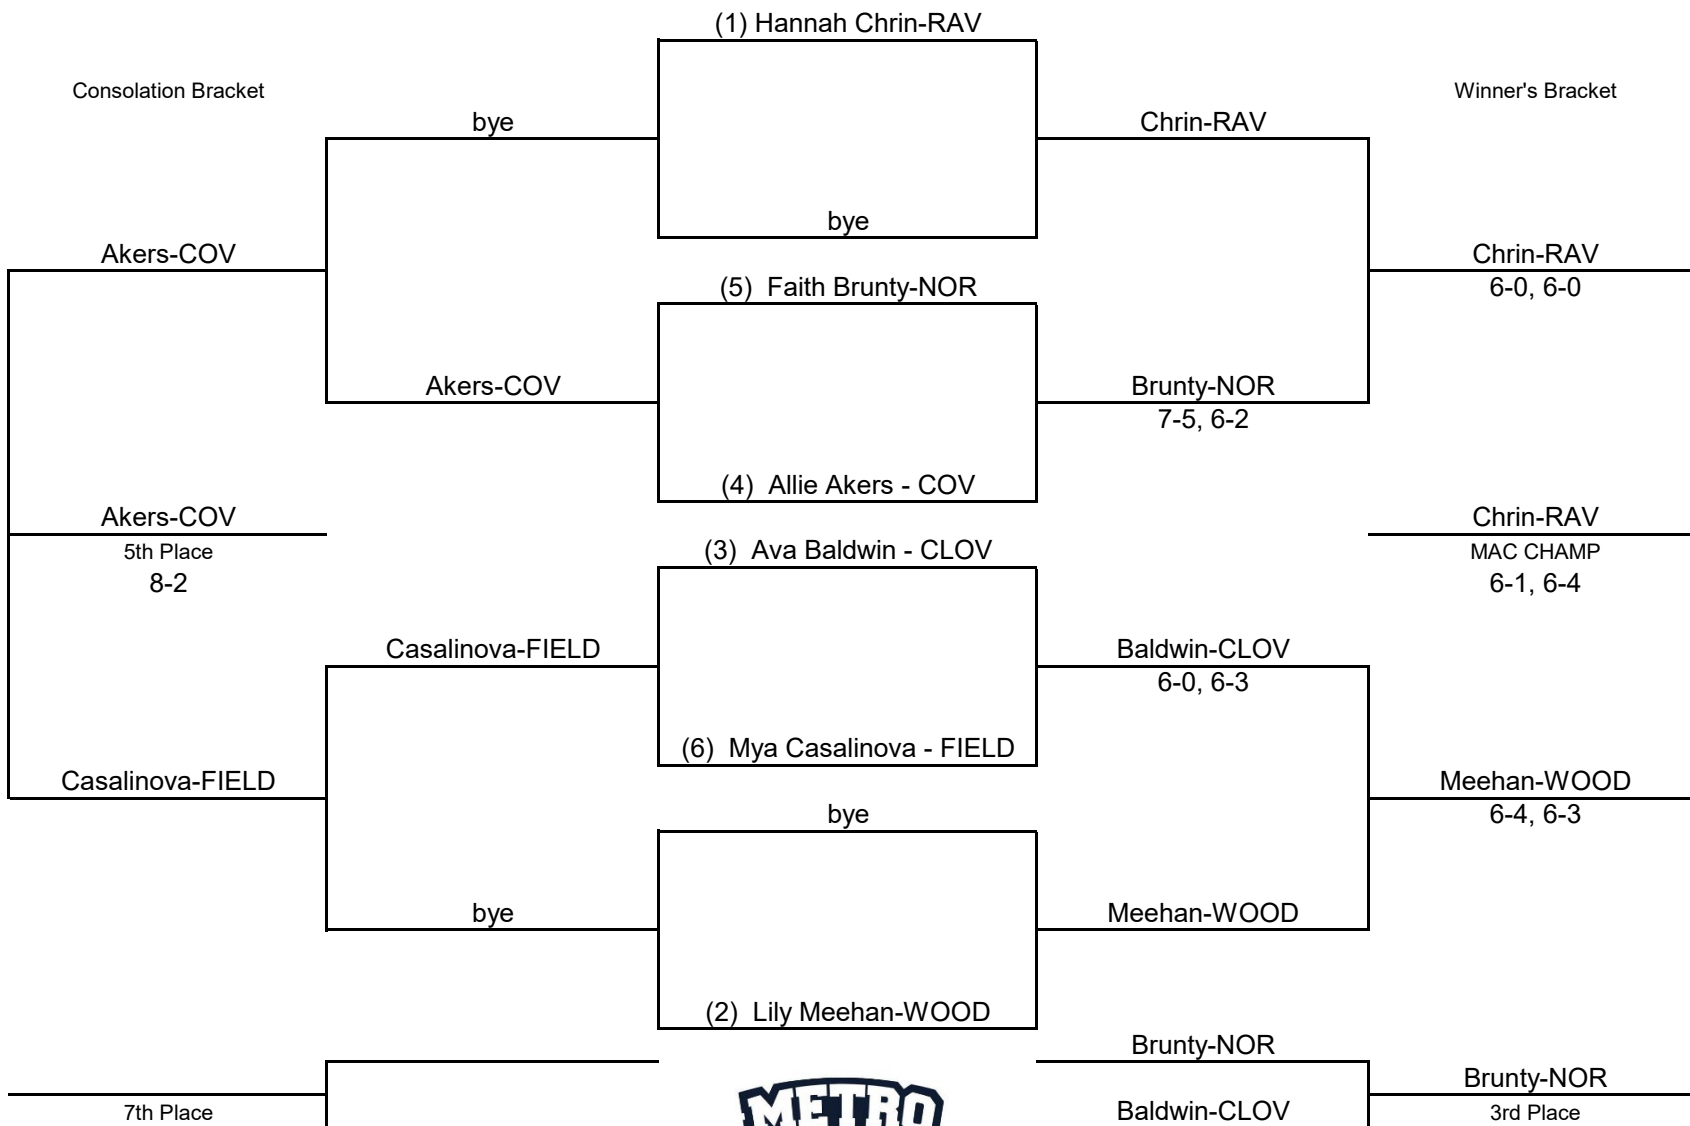 (1) Hannah Chrin-RAV
Consolation Bracket
Winner's Bracket
bye
Chrin-RAV
bye
Akers-COV
Chrin-RAV
(5) Faith Brunty-NOR
6-0, 6-0
Akers-COV
Brunty-NOR
7-5, 6-2
(4) Allie Akers - COV
Akers-COV
Chrin-RAV
5th Place
(3) Ava Baldwin - CLOV
MAC CHAMP
8-2
6-1, 6-4
Casalinova-FIELD
Baldwin-CLOV
6-0, 6-3
(6) Mya Casalinova - FIELD
Casalinova-FIELD
Meehan-WOOD
bye
6-4, 6-3
bye
Meehan-WOOD
(2) Lily Meehan-WOOD
Brunty-NOR
Brunty-NOR
7th Place
METRO
Baldwin-CLOV
3rd Place